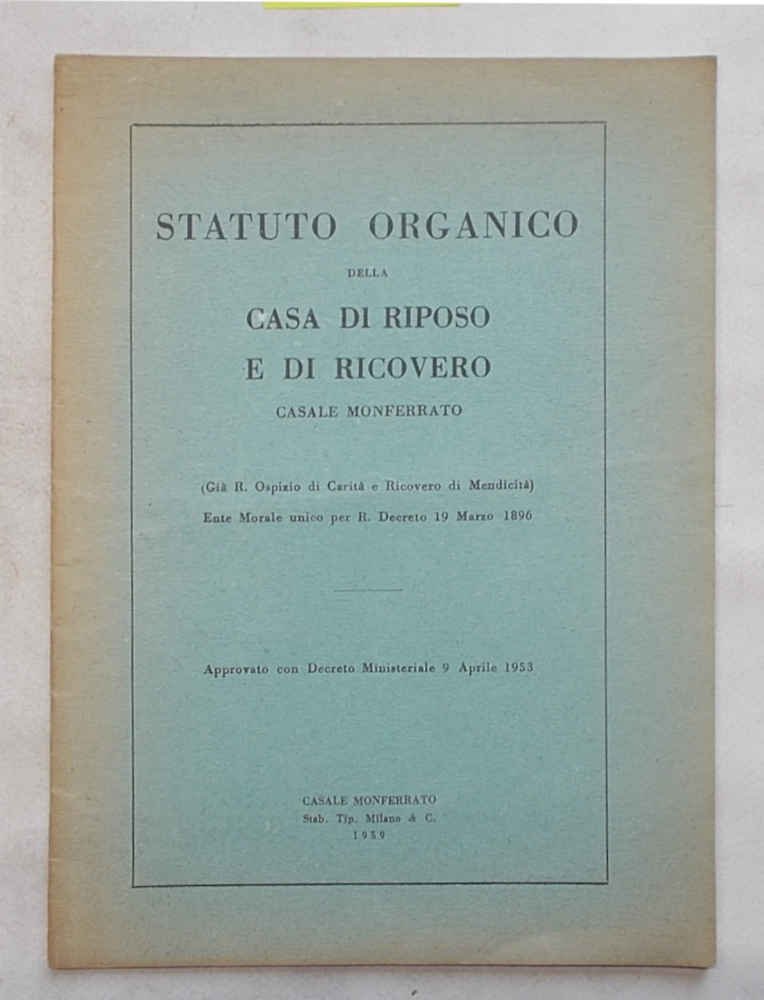 STATUTO ORGANICO
DELLA
CASA DI RIPOSO
E DI RICOVERO
CASALE MONFERRATO
(Già R. Ospizio di Carità e Ricovero di Mendicità)
Ente Morale unico per R. Decreto 19 Marzo 1896
Approvato con Decreto Ministeriale 9 Aprile 1953
CASALE MONFERRATO
Stab. Tip. Milano & C.
1959